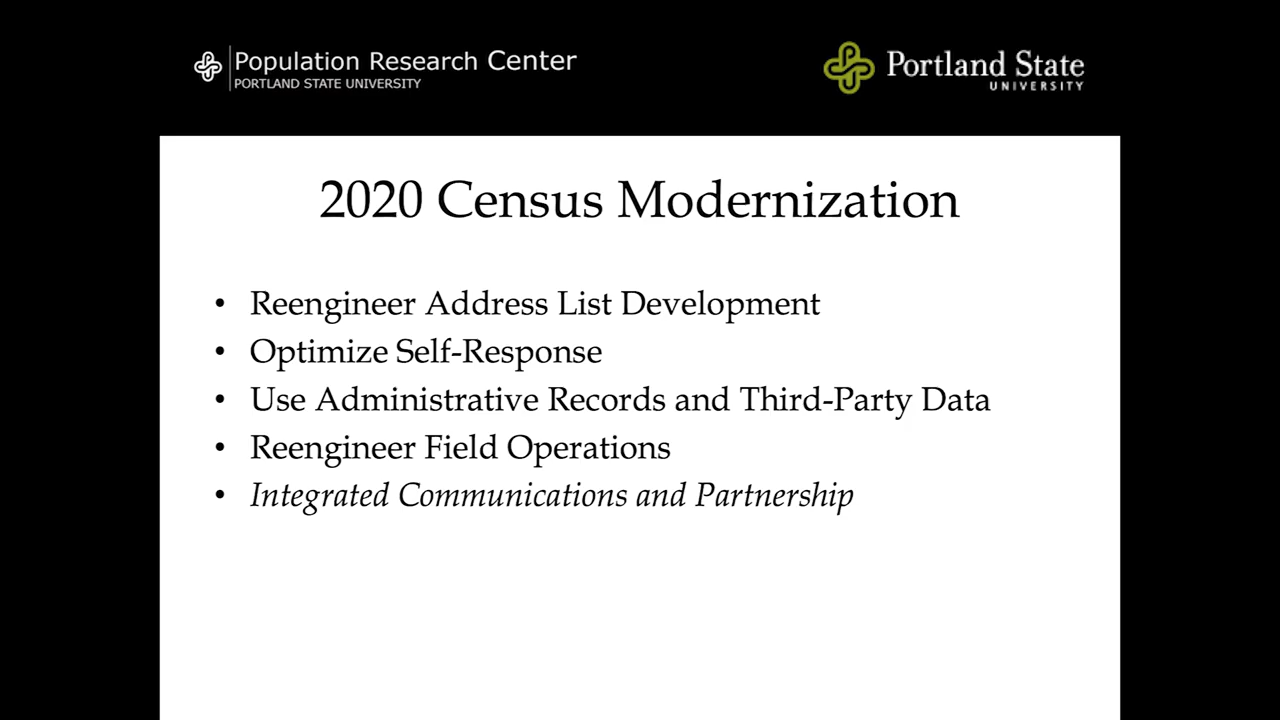 Population Research Center
PORTLAND STATE UNIVERSITY
Portland State
UNIVERSITY
2020 Census Modernization
• Reengineer Address List Development
• Optimize Self-Response
• Use Administrative Records and Third-Party Data
• Reengineer Field Operations
• Integrated Communications and Partnership